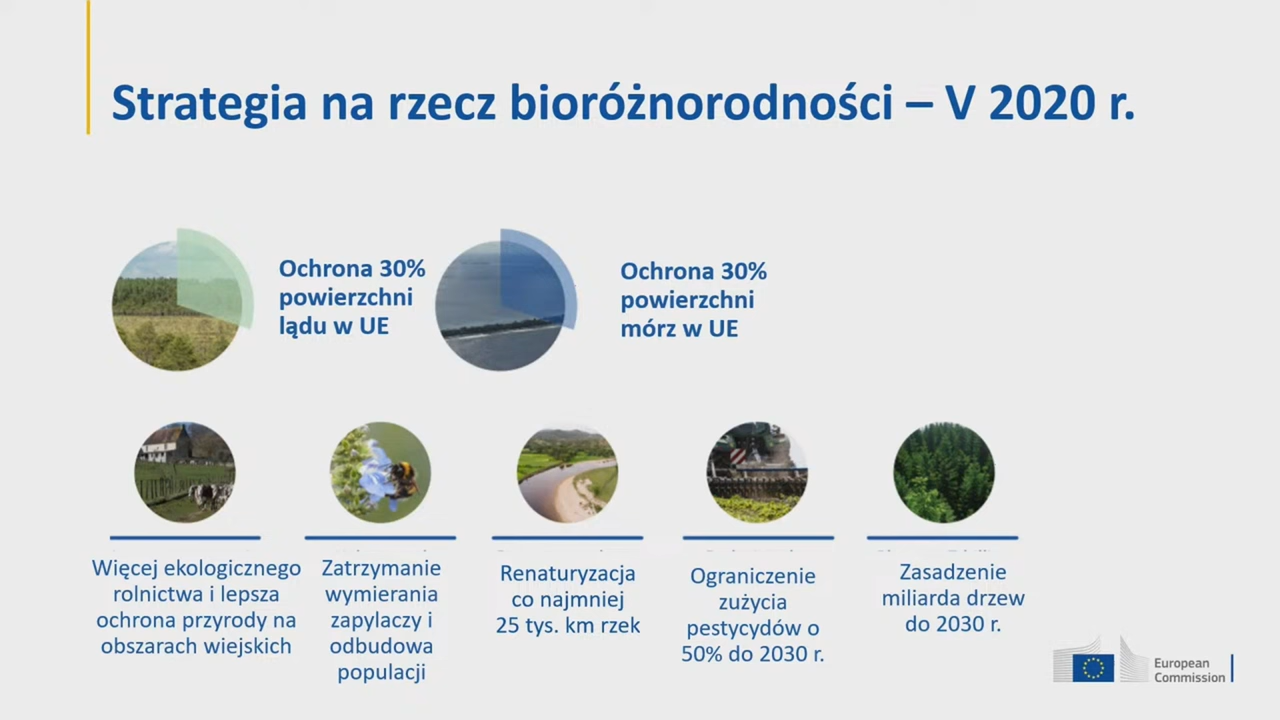 Strategia na rzecz bioróżnorodności – V 2020 r.
Ochrona 30%
powierzchni
lądu w UE
Ochrona 30%
powierzchni
mórz w UE
Więcej ekologicznego
rolnictwa i lepsza
ochrona przyrody na
obszarach wiejskich
Zatrzymanie
wymierania
zapylaczy i
odbudowa
populacji
Renaturyzacja
co najmniej
25 tys. km rzek
Ograniczenie
zużycia
pestycydów o
50% do 2030 r.
Zasadzenie
miliarda drzew
do 2030 r.
European
Commission